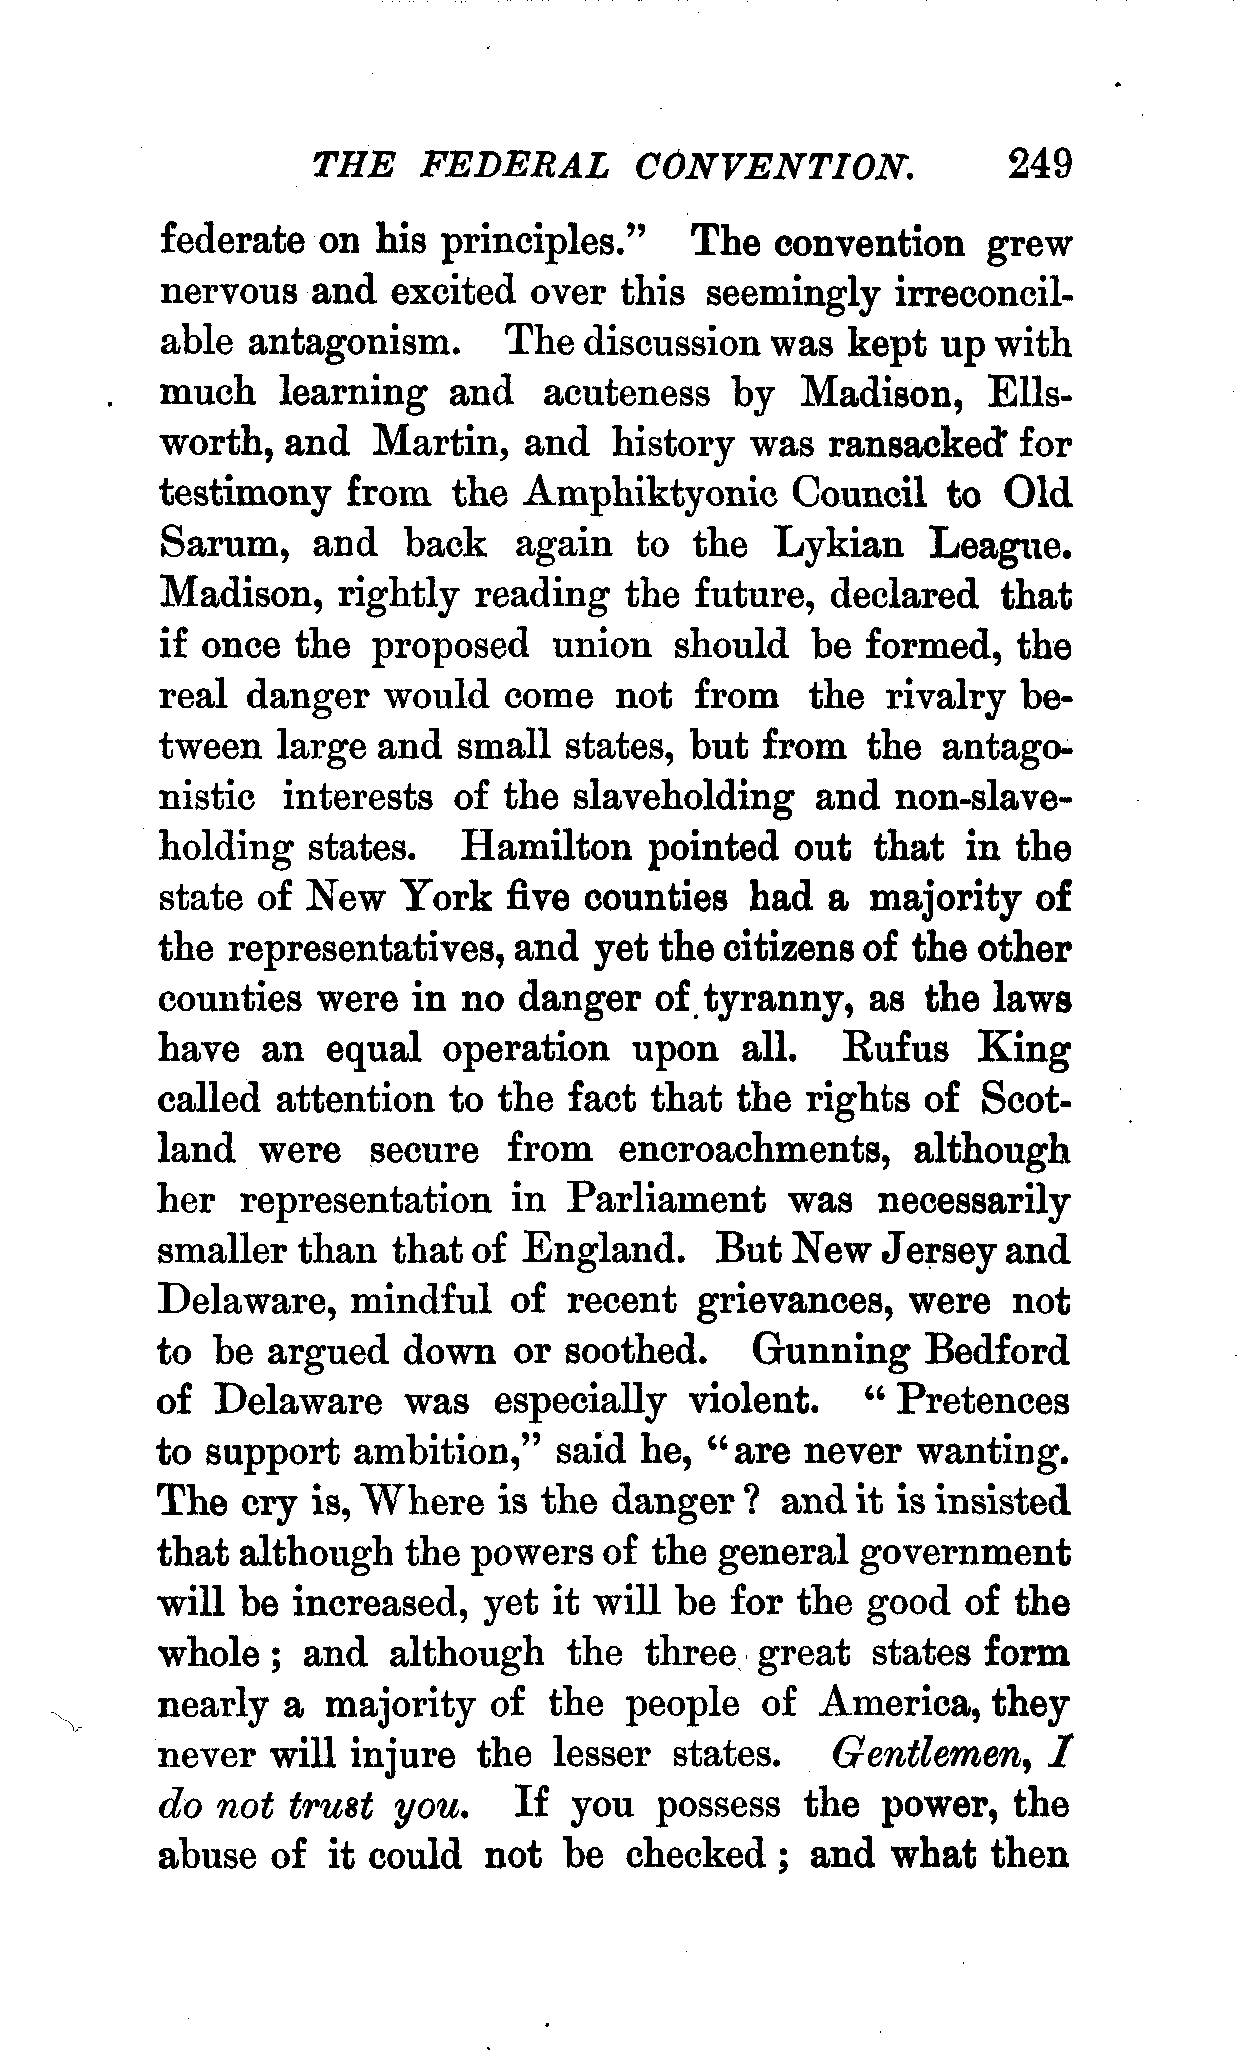 THE FEDERAL CONVENTION. 249
federate on his principles." The convention grew
nervous and excited over this seemingly irreconcil-
able antagonism. The discussion was kept up with
much learning and acuteness by Madison, Ells-
worth, and Martin, and history was ransacked for
testimony from the Amphiktyonic Council to Old
Sarum, and back again to the Lykian League.
Madison, rightly reading the future, declared that
if once the proposed union should be formed, the
real danger would come not from the rivalry be-
tween large and small states, but from the antago-
nistic interests of the slaveholding and non-slave-
holding states. Hamilton pointed out that in the
state of New York five counties had a majority of
the representatives, and yet the citizens of the other
counties were in no danger of tyranny, as the laws
have an equal operation upon all. Rufus King
called attention to the fact that the rights of Scot-
land were secure from encroachments, although
her representation in Parliament was necessarily
smaller than that of England. But New Jersey and
Delaware, mindful of recent grievances, were not
to be argued down or soothed. Gunning Bedford
of Delaware was especially violent. "Pretences
to support ambition," said he, "are never wanting.
The cry is, Where is the danger? and it is insisted
that although the powers of the general government
will be increased, yet it will be for the good of the
whole; and although the three great states form
nearly a majority of the people of America, they
never will injure the lesser states. Gentlemen, I
do not trust you. If you possess the power, the
abuse of it could not be checked; and what then